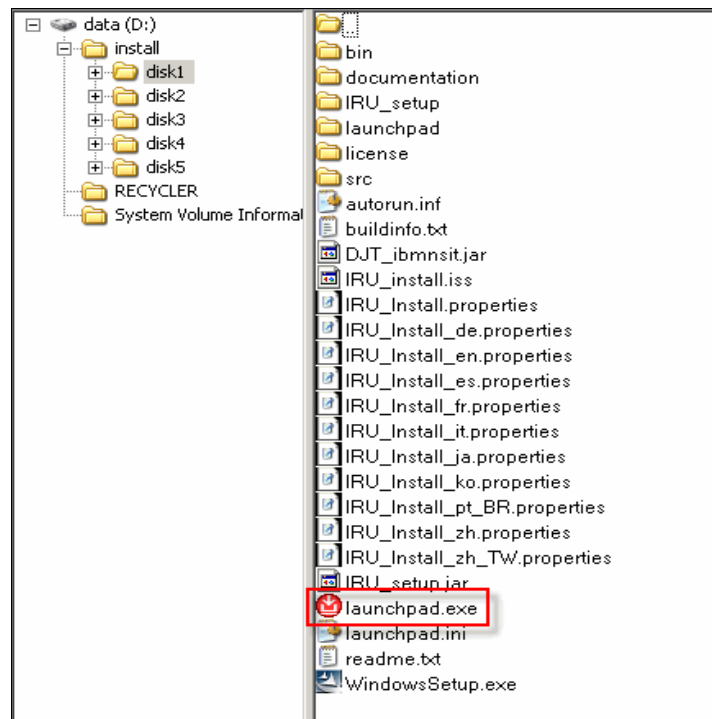 data (D:)
install
disk1
disk2
disk3
disk4
disk5
RECYCLER
System Volume Informa
..
bin
documentation
IRU_setup
launchpad
license
src
autorun.inf
buildinfo.txt
DJT_ibmnsit.jar
IRU_install.iss
IRU_Install.properties
IRU_Install_de.properties
IRU_Install_en.properties
IRU_Install_es.properties
IRU_Install_fr.properties
IRU_Install_it.properties
IRU_Install_ja.properties
IRU_Install_ko.properties
IRU_Install_pt_BR.properties
IRU_Install_zh.properties
IRU_Install_zh_TW.properties
IRU_setup.jar
launchpad.exe
launchpad.ini
readme.txt
WindowsSetup.exe